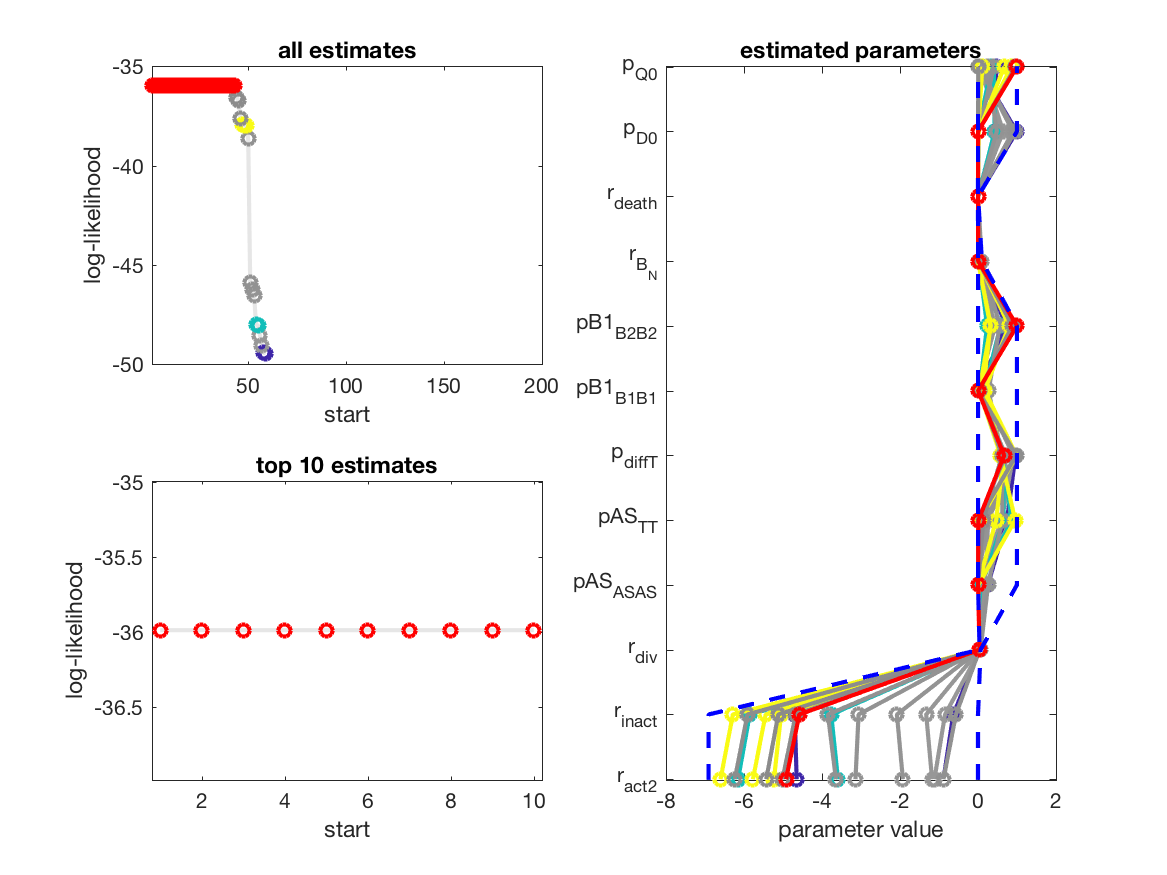 all estimates
-35
-40
-45
-50
log-likelihood
50
100
150
200
start
top 10 estimates
-35
-35.5
-36
-36.5
log-likelihood
2
4
6
8
10
start
estimated parameters
p_Q0
p_D0
r_death
r_B_N
pB1_B2B2
pB1_B1B1
p_diffT
pAS_TT
pAS_ASAS
r_div
r_inact
r_act2
-8
-6
-4
-2
0
2
parameter value